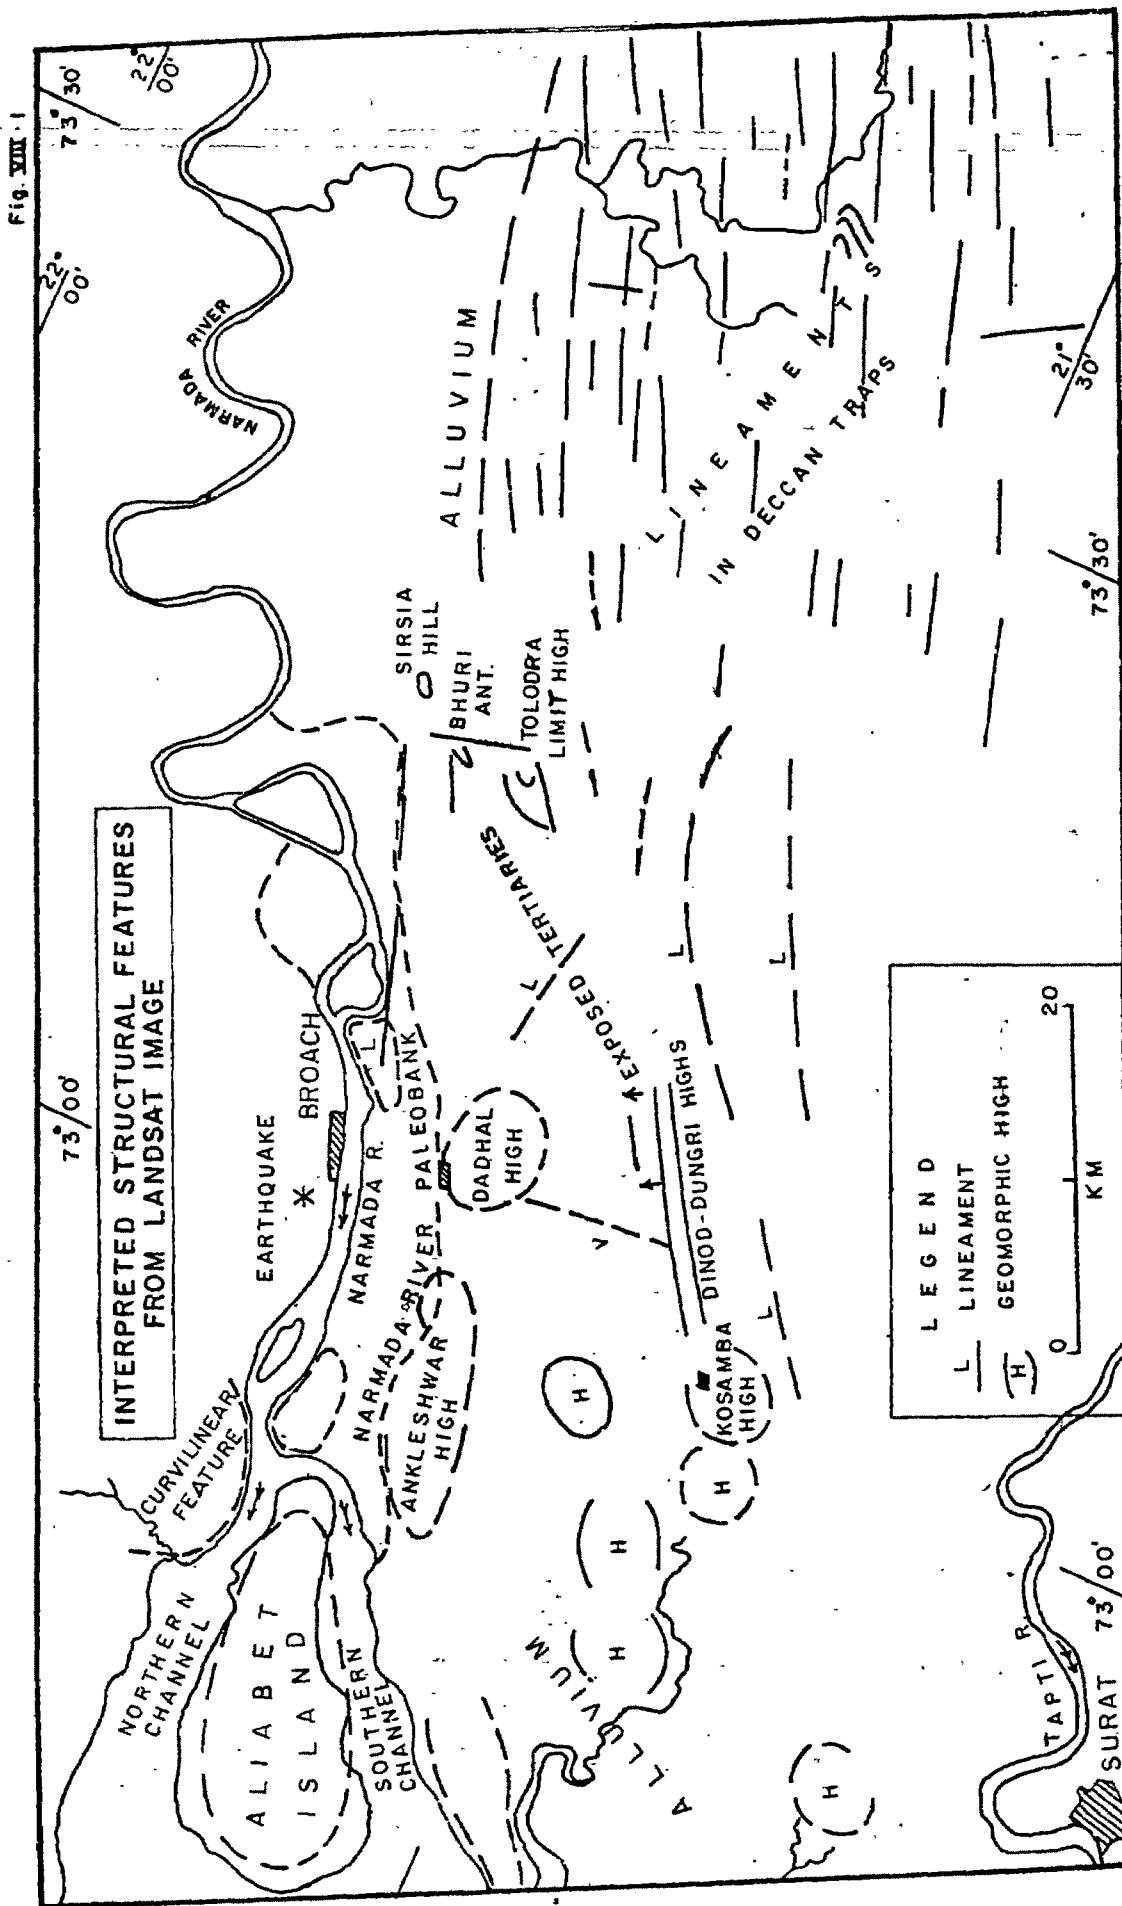 Fig. VIII.1
73° 30'
22° 00'
22° 00'
73° 00'
INTERPRETED STRUCTURAL FEATURES
FROM LANDSAT IMAGE
NARMADA RIVER
CURVILINEAR
FEATURE
EARTHQUAKE
BROACH
NORTHERN
CHANNEL
ALIABET
ISLAND
SOUTHERN
CHANNEL
NARMADA R.
L
NARMADA RIVER PALEOBANK
ANKLESHWAR
HIGH
DADHAL
HIGH
SIRSIA
HILL
BHURI
ANT.
TOLODRA
LIMIT HIGH
ALLUVIUM
EXPOSED TERTIARIES
L
L
L
LINEAMENTS
IN DECCAN TRAPS
DINOD-DUNGRI HIGHS
KOSAMBA
HIGH
L
H
H
H
H
H
ALLUVIUM
LEGEND
L LINEAMENT
H GEOMORPHIC HIGH
0 20
KM
TAPTI R.
SURAT
73° 00'
73° 30'
21° 30'